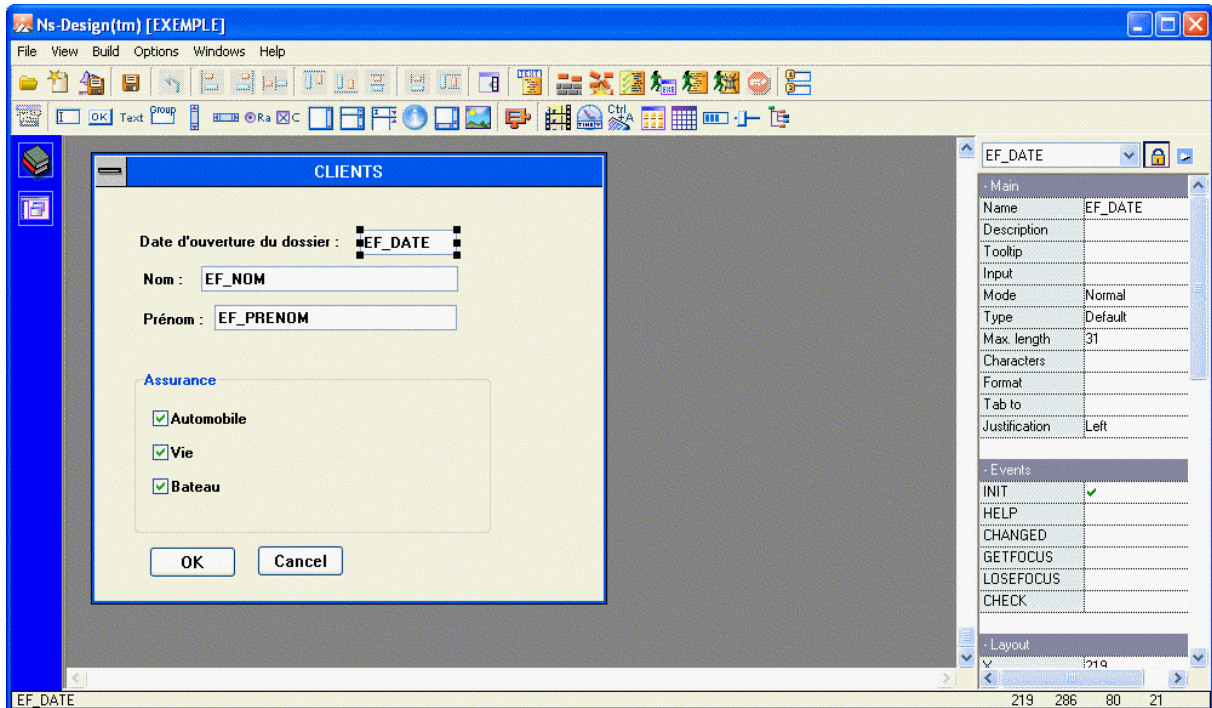 Ns-Design(tm) [EXEMPLE]
File View Build Options Windows Help
TEXT EXE
OK Text Group Ra C TIMER Ctrl +A
CLIENTS
Date d'ouverture du dossier : EF_DATE
Nom : EF_NOM
Prénom : EF_PRENOM
Assurance
Automobile
Vie
Bateau
OK Cancel
EF_DATE
- Main
Name EF_DATE
Description
Tooltip
Input
Mode Normal
Type Default
Max. length 31
Characters
Format
Tab to
Justification Left
- Events
INIT
HELP
CHANGED
GETFOCUS
LOSEFOCUS
CHECK
- Layout
X 219
EF_DATE 219 286 80 21